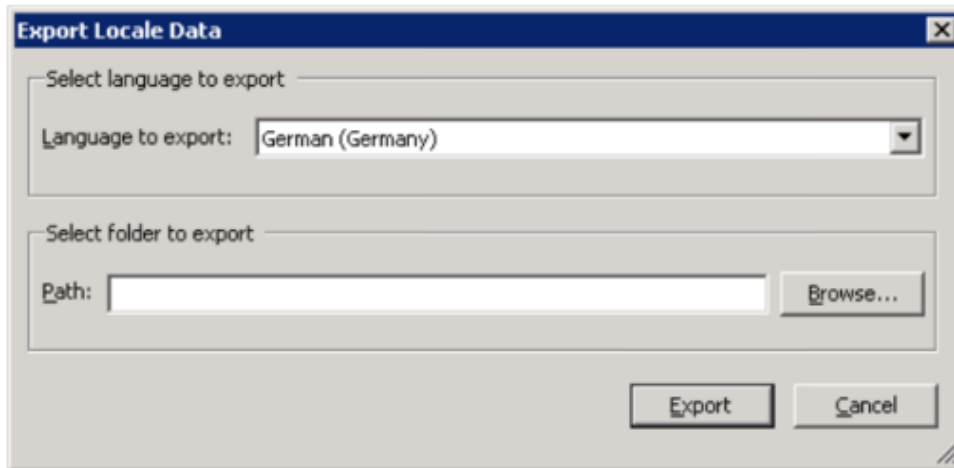 Export Locale Data
Select language to export
Language to export: German (Germany)
Select folder to export
Path: Browse...
Export Cancel